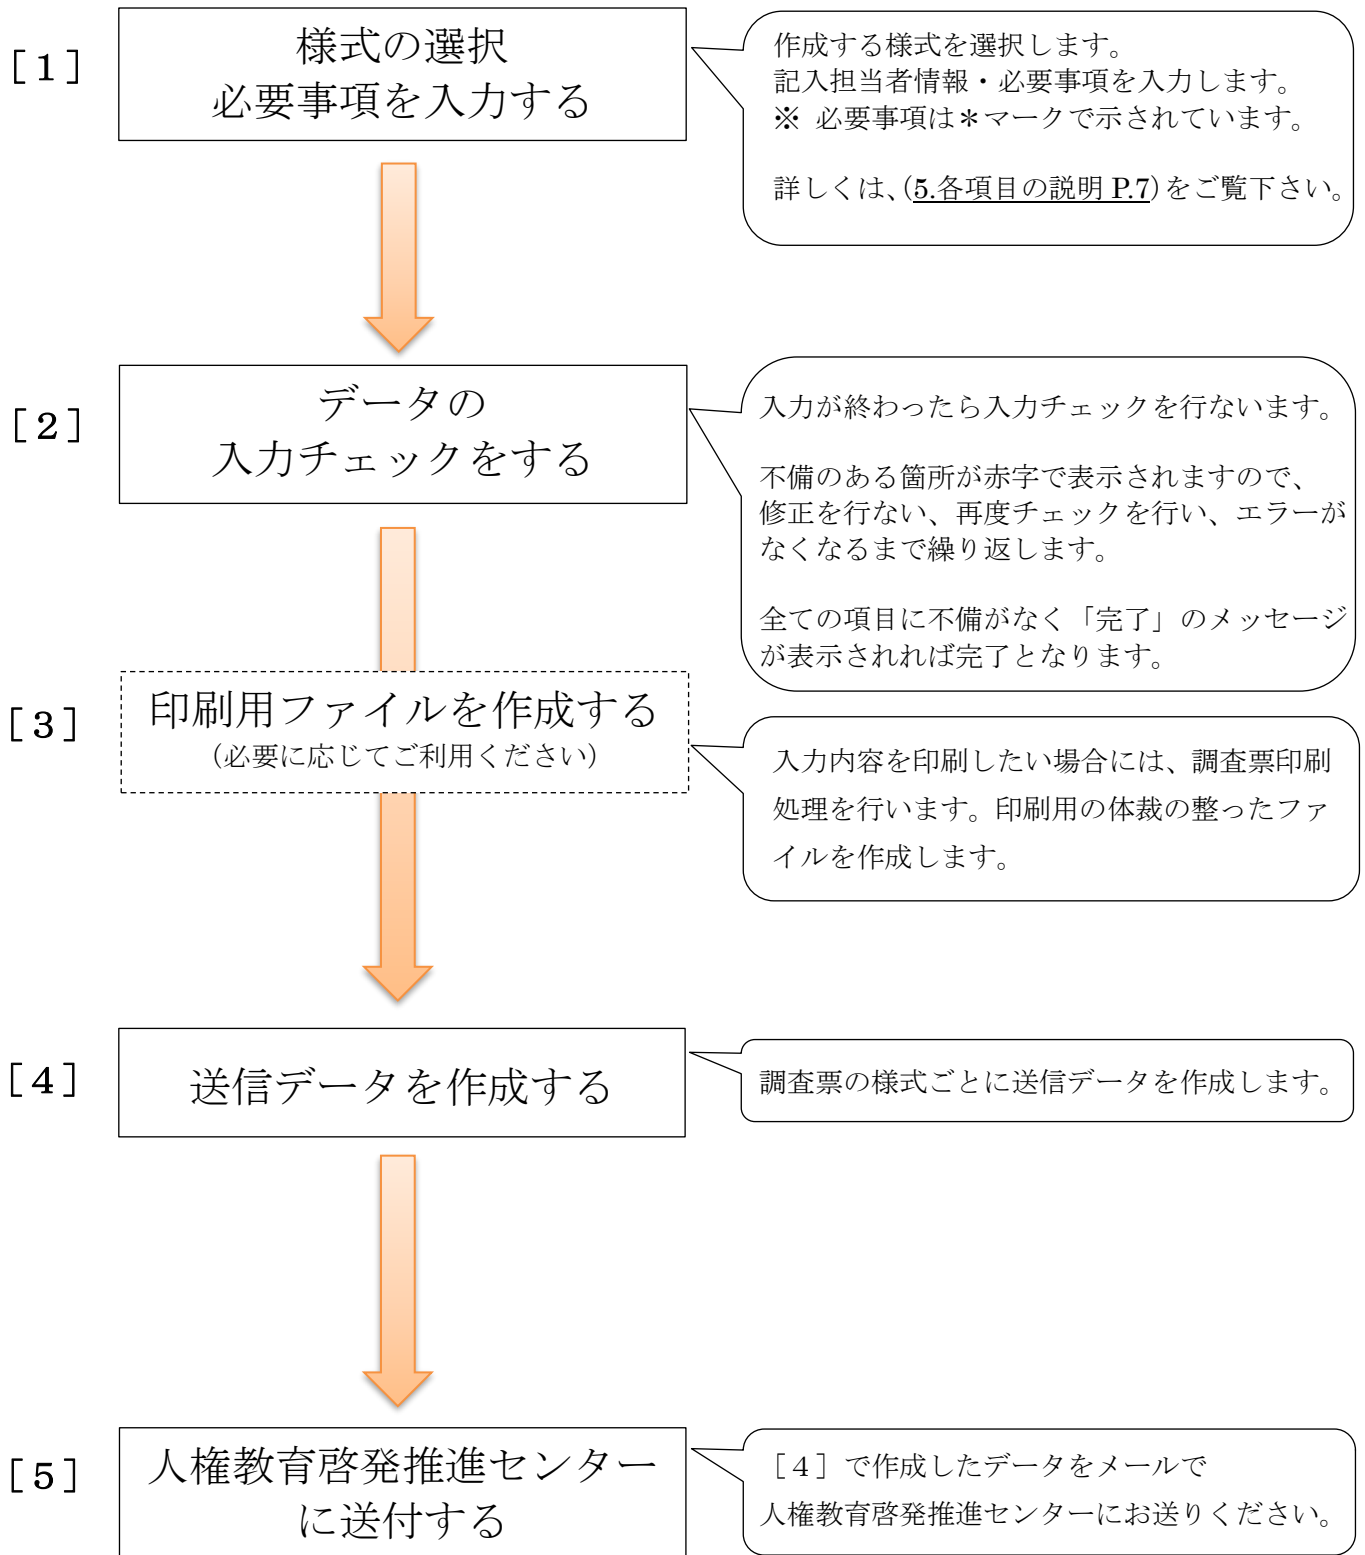 ［1］
様式の選択
必要事項を入力する
作成する様式を選択します。
記入担当者情報・必要事項を入力します。
※ 必要事項は＊マークで示されています。
詳しくは、（5.各項目の説明 P.7）をご覧下さい。
［2］
データの
入力チェックをする
入力が終わったら入力チェックを行ないます。
不備のある箇所が赤字で表示されますので、
修正を行ない、再度チェックを行い、エラーが
なくなるまで繰り返します。
全ての項目に不備がなく「完了」のメッセージ
が表示されれば完了となります。
［3］
印刷用ファイルを作成する
（必要に応じてご利用ください）
入力内容を印刷したい場合には、調査票印刷
処理を行います。印刷用の体裁の整ったファ
イルを作成します。
［4］
送信データを作成する
調査票の様式ごとに送信データを作成します。
［5］
人権教育啓発推進センター
に送付する
［４］で作成したデータをメールで
人権教育啓発推進センターにお送りください。